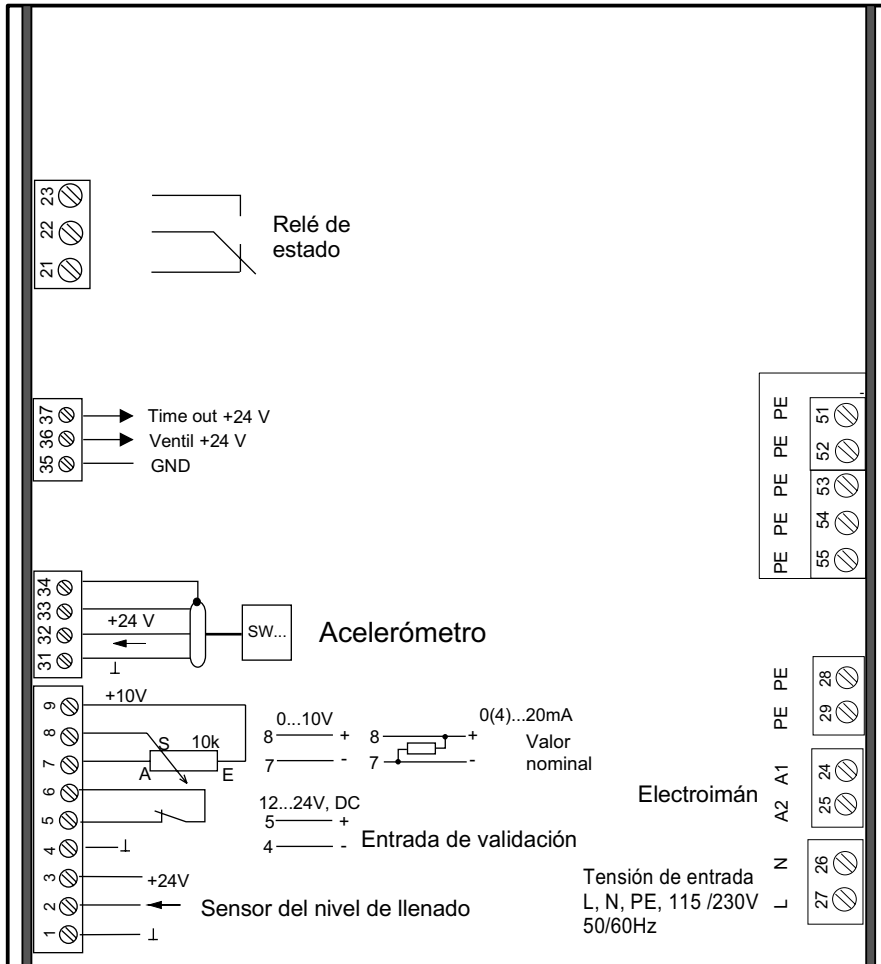 23
22
21
Relé de
estado
37
36
35
Time out +24 V
Ventil +24 V
GND
34
33
32
31
+24 V
SW...
Acelerómetro
9
8
7
6
5
4
3
2
1
+10V
S 10k
A E
0...10V
8 +
7 -
0(4)...20mA
8 +
7 -
Valor
nominal
12...24V, DC
5 +
4 -
Entrada de validación
+24V
Sensor del nivel de llenado
PE 51
PE 52
PE 53
PE 54
PE 55
PE 28
PE 29
Electroimán
A1 24
A2 25
N 26
L 27
Tensión de entrada
L, N, PE, 115 /230V
50/60Hz